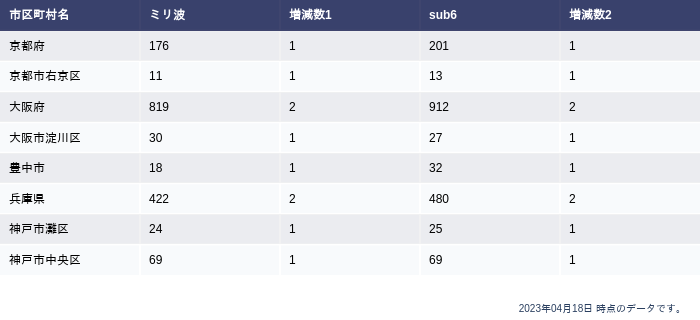 市区町村名 ミリ波 増減数1 sub6 増減数2
京都府 176 1 201 1
京都市右京区 11 1 13 1
大阪府 819 2 912 2
大阪市淀川区 30 1 27 1
豊中市 18 1 32 1
兵庫県 422 2 480 2
神戸市灘区 24 1 25 1
神戸市中央区 69 1 69 1
2023年04月18日 時点のデータです。